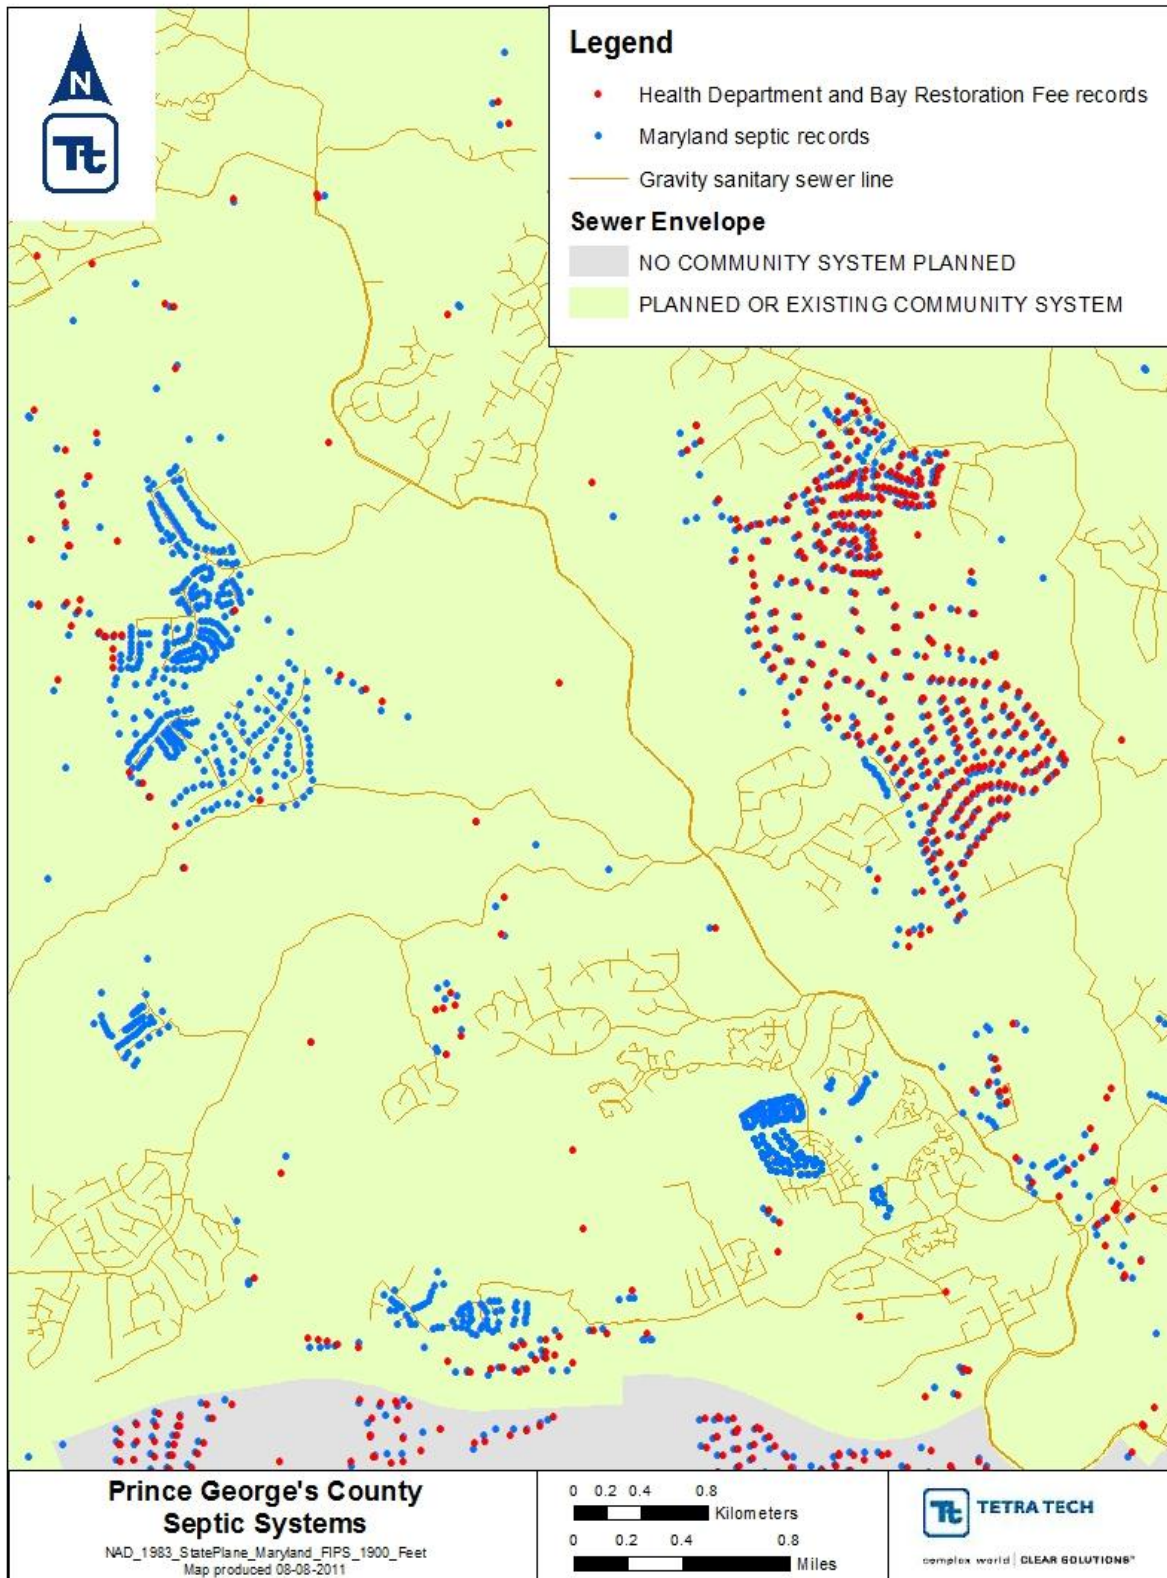 N
Tt
Legend
Health Department and Bay Restoration Fee records
Maryland septic records
Gravity sanitary sewer line
Sewer Envelope
NO COMMUNITY SYSTEM PLANNED
PLANNED OR EXISTING COMMUNITY SYSTEM
Prince George's County
Septic Systems
NAD_1983_StatePlane_Maryland_FIPS_1900_Feet
Map produced 08-08-2011
0 0.2 0.4 0.8
Kilometers
0 0.2 0.4 0.8
Miles
Tt TETRA TECH
complex world | CLEAR SOLUTIONS™